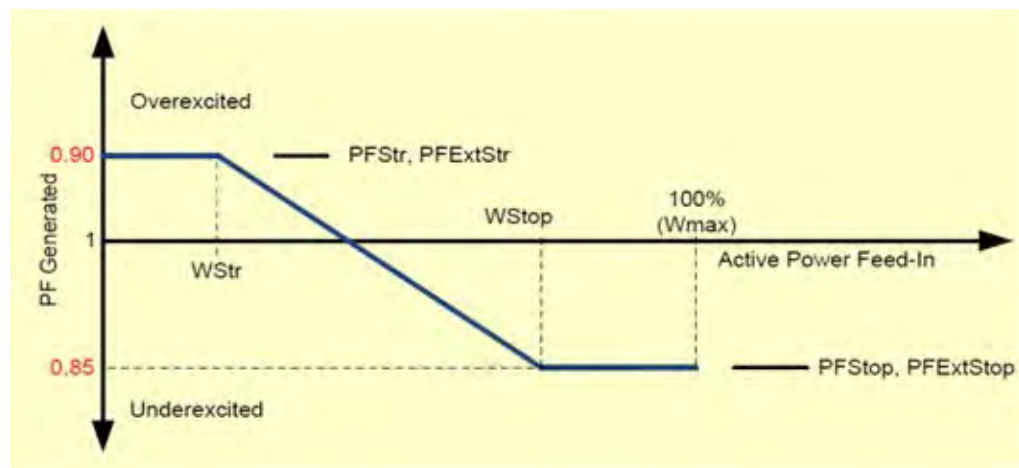 Overexcited
0.90
PFStr, PFExtStr
PF Generated
WStop
100%
(Wmax)
1
WStr
Active Power Feed-In
0.85
PFStop, PFExtStop
Underexcited